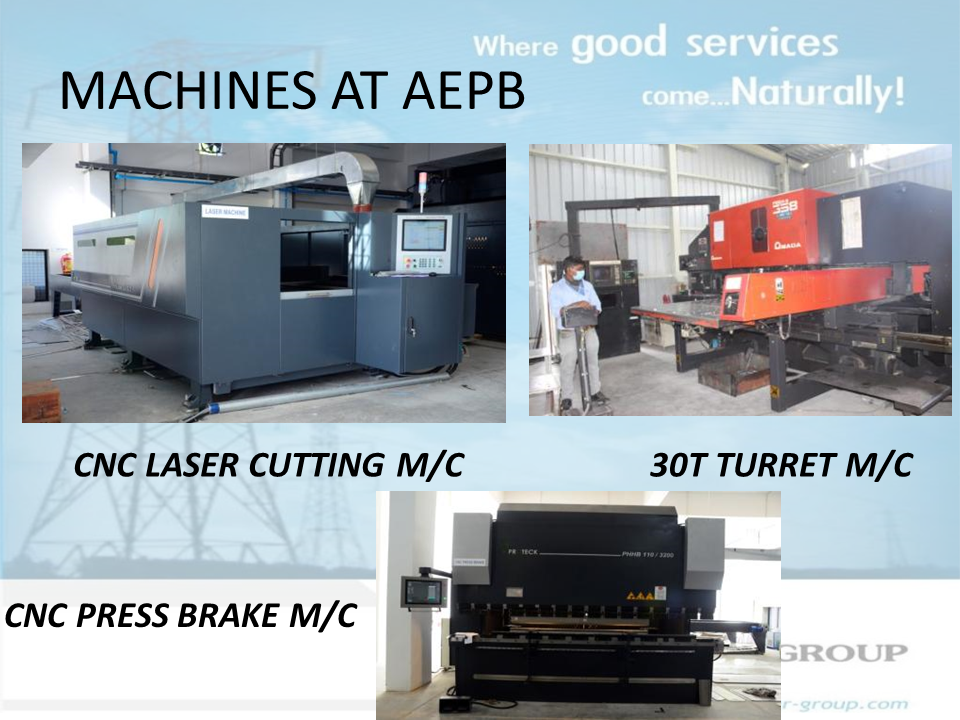 Where good services
come...Naturally!
MACHINES AT AEPB
LASER MACHINE
358
AMADA
CNC LASER CUTTING M/C
30T TURRET M/C
PHHB 110 / 3200
CNC PRESS BRAKE M/C
GROUP
r-group.com